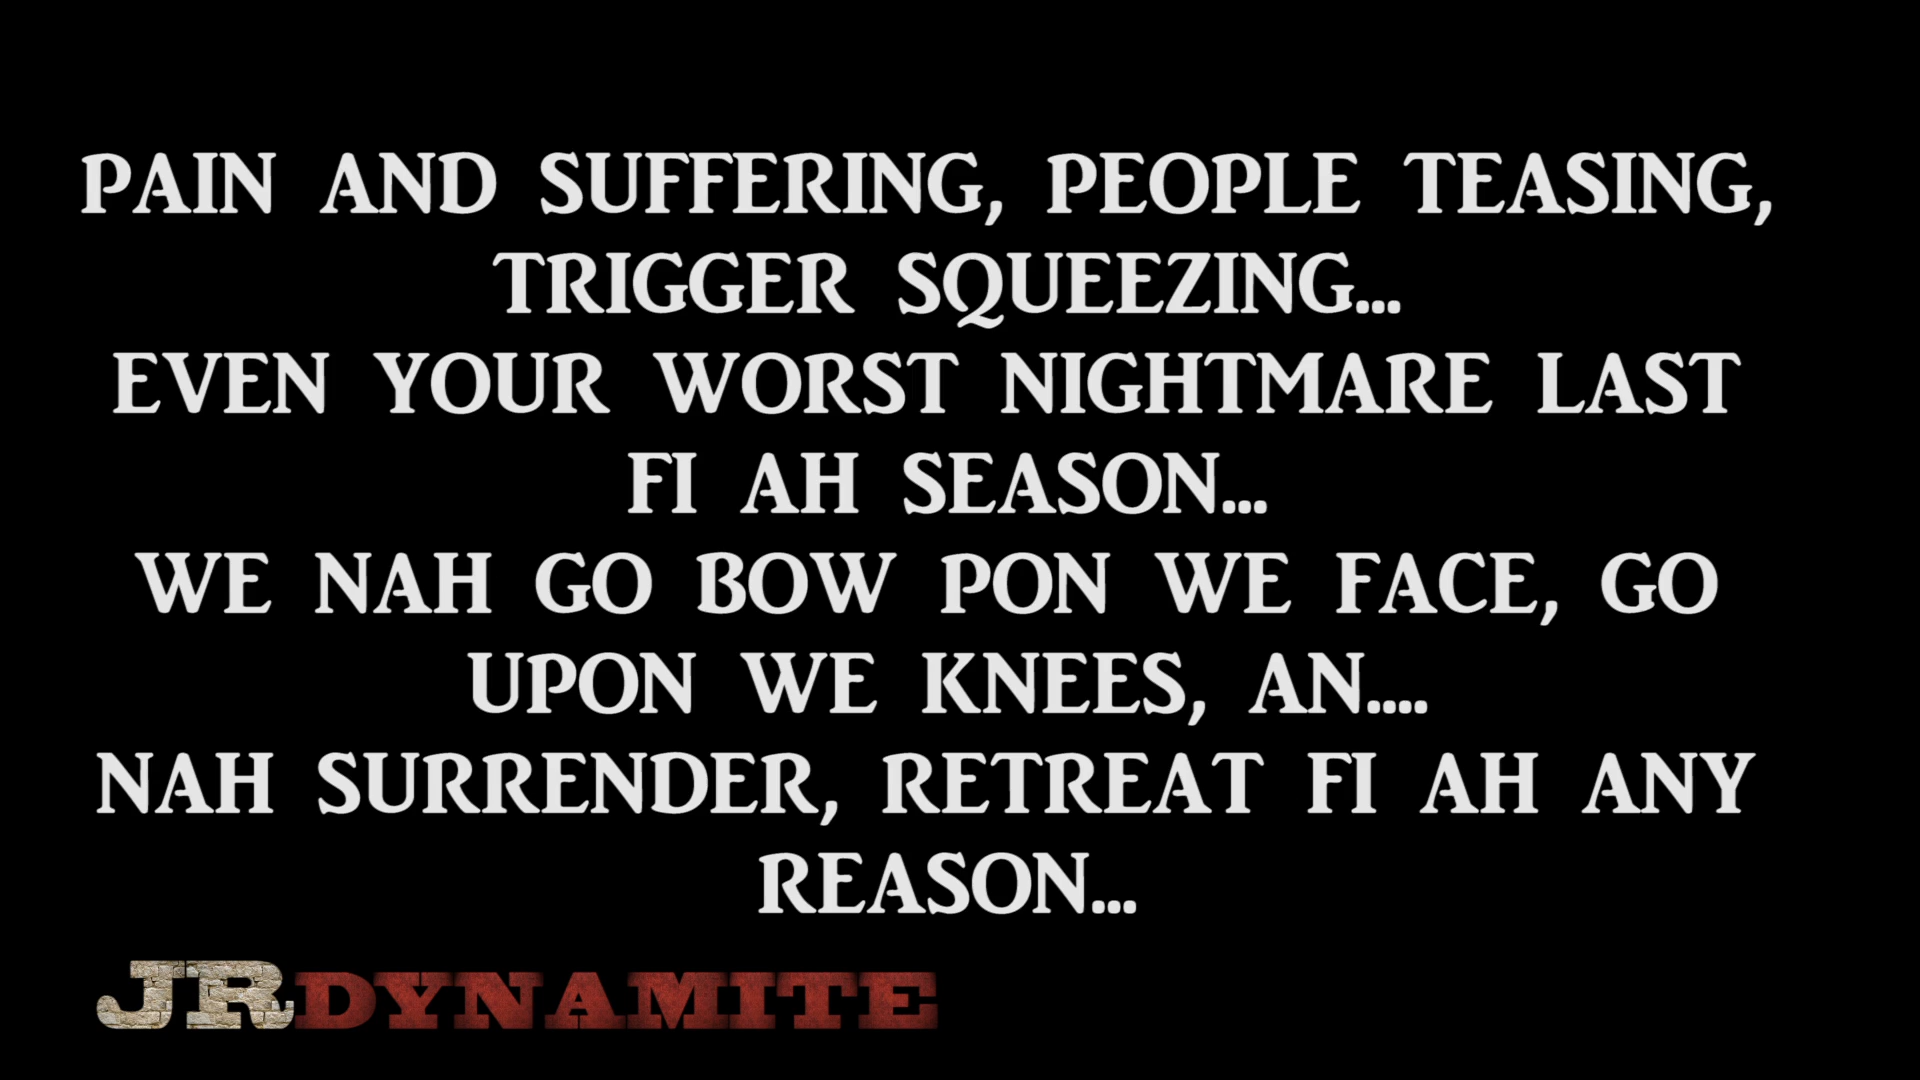 PAIN AND SUFFERING, PEOPLE TEASING,
TRIGGER SQUEEZING...
EVEN YOUR WORST NIGHTMARE LAST
FI AH SEASON...
WE NAH GO BOW PON WE FACE, GO
UPON WE KNEES, AN....
NAH SURRENDER, RETREAT FI AH ANY
REASON...
JRDYNAMITE